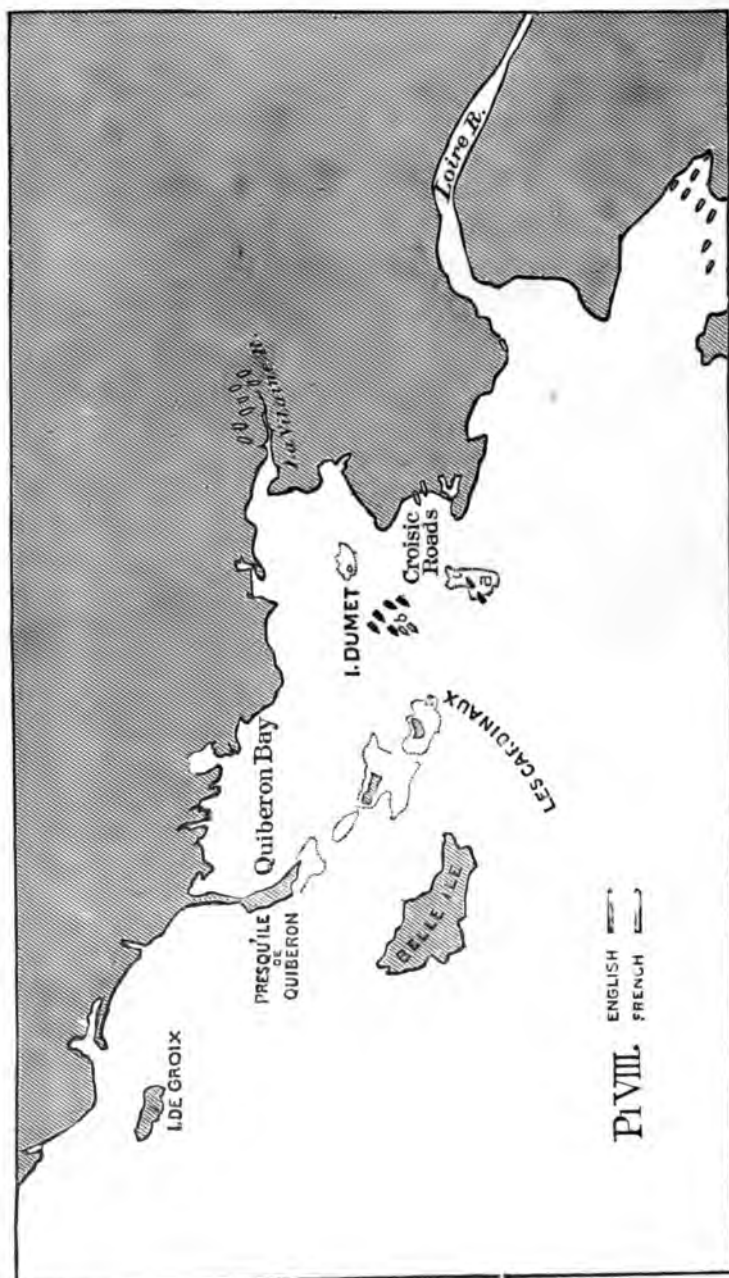 I. DE GROIX
PRESQU'ILE
DE
QUIBERON
Quiberon Bay
BELLE ILE
LES CARDINAUX
I. DUMET
b
Croisic
Roads
c
a
La Vilaine R.
Loire R.
Pl VIII.
ENGLISH
FRENCH